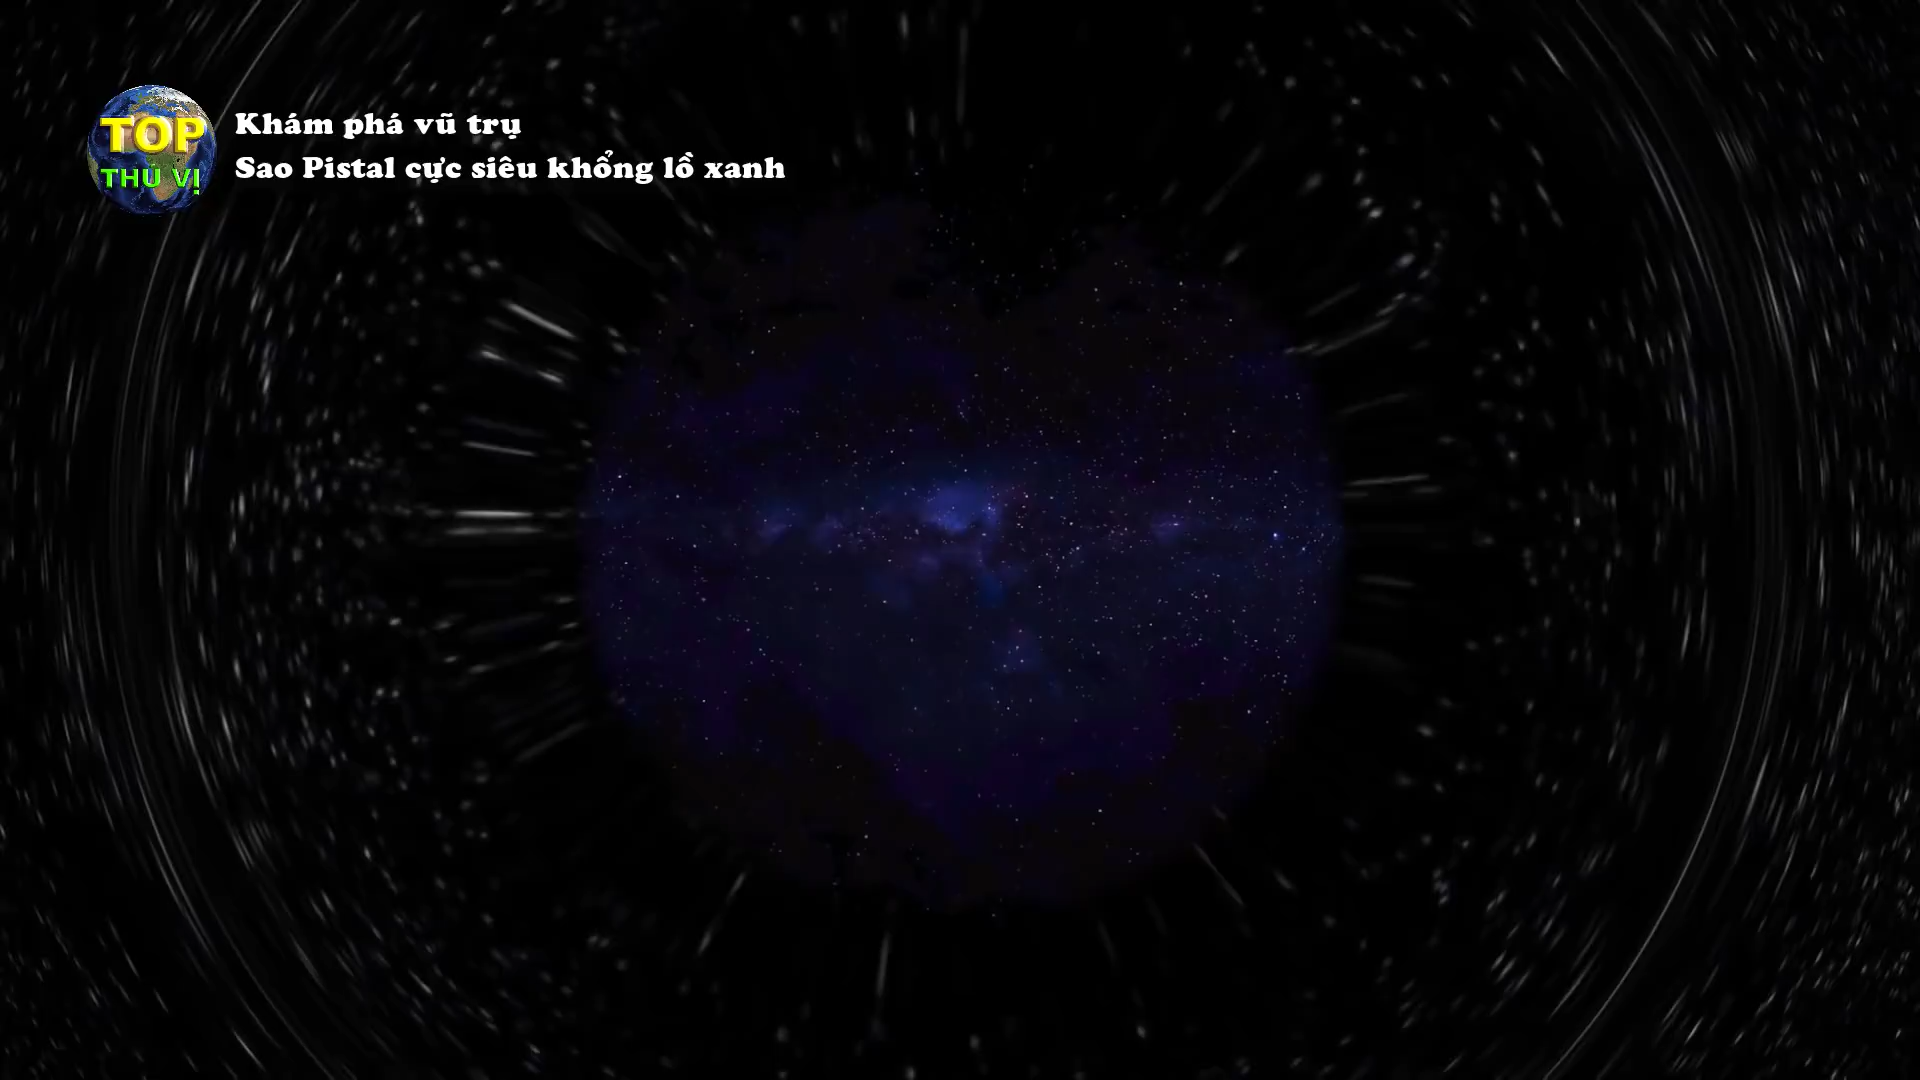 TOP
THÚ VỊ
Khám phá vũ trụ
Sao Pistal cực siêu khổng lồ xanh